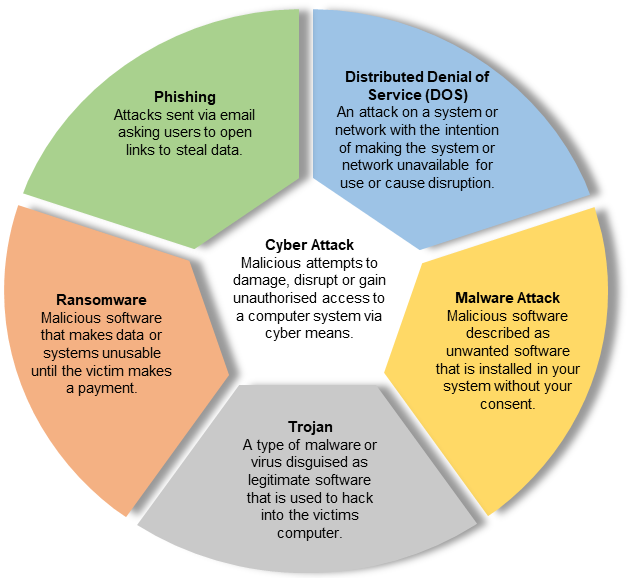 Phishing
Attacks sent via email
asking users to open
links to steal data.
Distributed Denial of
Service (DOS)
An attack on a system or
network with the intention
of making the system or
network unavailable for
use or cause disruption.
Cyber Attack
Malicious attempts to
damage, disrupt or gain
unauthorised access to
a computer system via
cyber means.
Ransomware
Malicious software
that makes data or
systems unusable
until the victim makes
a payment.
Malware Attack
Malicious software
described as
unwanted software
that is installed in your
system without your
consent.
Trojan
A type of malware or
virus disguised as
legitimate software
that is used to hack
into the victims
computer.